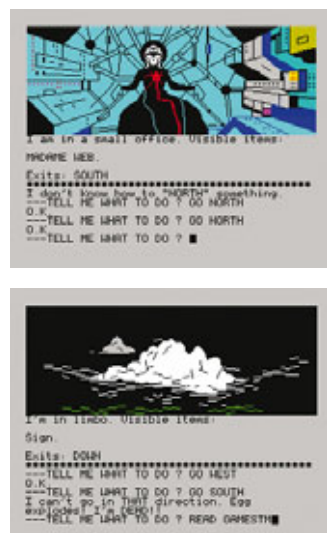 I am in a small office. Visible items:
MADAME WEB.
Exits: SOUTH
I don't know how to "NORTH" something.
---TELL ME WHAT TO DO ? GO NORTH
O.K.
---TELL ME WHAT TO DO ? GO NORTH
O.K.
---TELL ME WHAT TO DO ?
I'm in limbo. Visible items:
Sign.
Exits: DOWN
---TELL ME WHAT TO DO ? GO WEST
O.K.
---TELL ME WHAT TO DO ? GO SOUTH
I can't go in THAT direction. Egg
explodes! I'm DEAD!!
---TELL ME WHAT TO DO ? READ GAMESTM